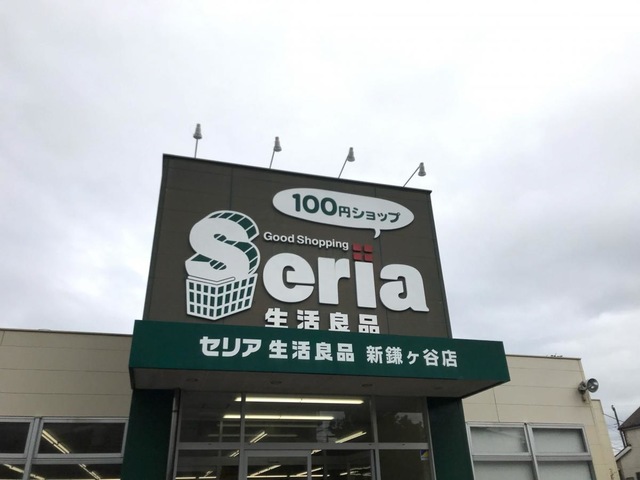 100円ショップ
Good Shopping
Seria
生活良品
セリア 生活良品 新鎌ヶ谷店